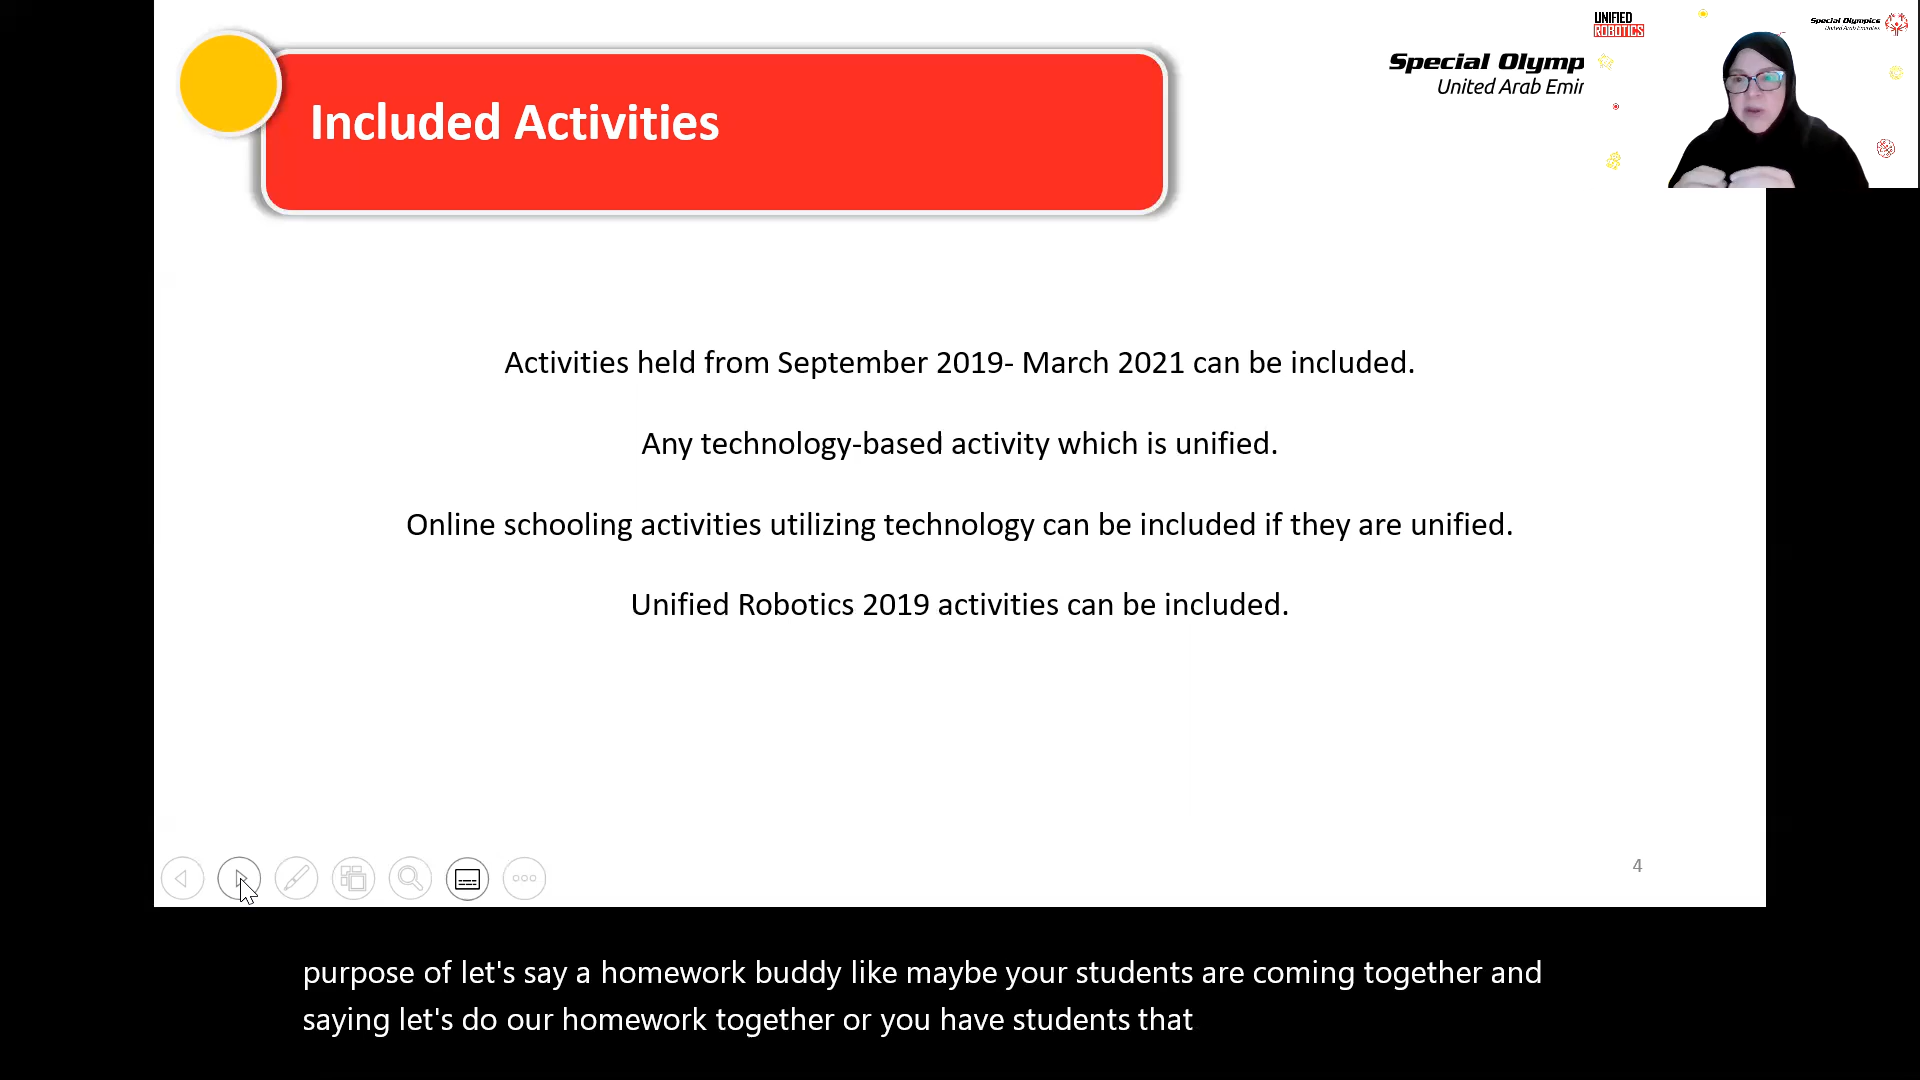 Included Activities
Special Olymp
United Arab Emir
UNIFIED
ROBOTICS
Special Olympics
United Arab Emirates
Activities held from September 2019- March 2021 can be included.
Any technology-based activity which is unified.
Online schooling activities utilizing technology can be included if they are unified.
Unified Robotics 2019 activities can be included.
4
purpose of let's say a homework buddy like maybe your students are coming together and
saying let's do our homework together or you have students that